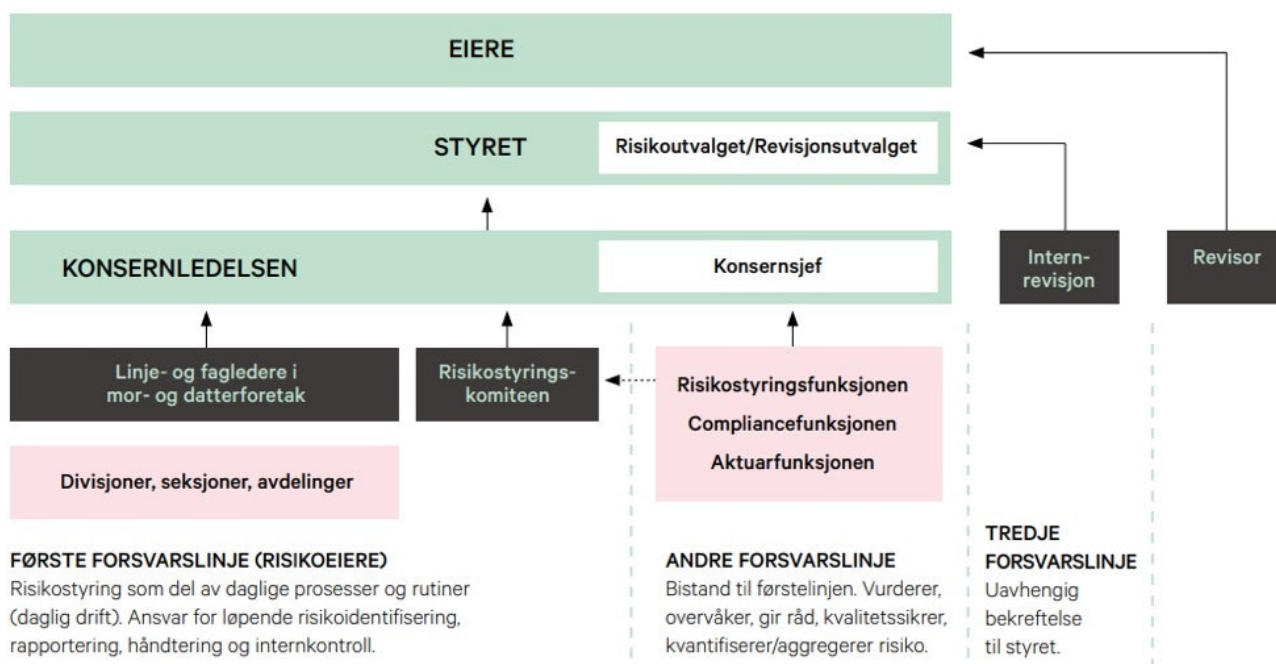 EIERE
STYRET
Risikoutvalget/Revisjonsutvalget
KONSERNLEDELSEN
Konsernsjef
Intern-
revisjon
Revisor
Linje- og fagledere i
mor- og datterforetak
Risikostyrings-
komiteen
Risikostyringsfunksjonen
Compliancefunksjonen
Aktuarfunksjonen
Divisjoner, seksjoner, avdelinger
FØRSTE FORSVARSLINJE (RISIKOEIERE)
Risikostyring som del av daglige prosesser og rutiner
(daglig drift). Ansvar for løpende risikoidentifisering,
rapportering, håndtering og internkontroll.
ANDRE FORSVARSLINJE
Bistand til førstelinjen. Vurderer,
overvåker, gir råd, kvalitetssikrer,
kvantifiserer/aggregerer risiko.
TREDJE
FORSVARSLINJE
Uavhengig
bekreftelse
til styret.